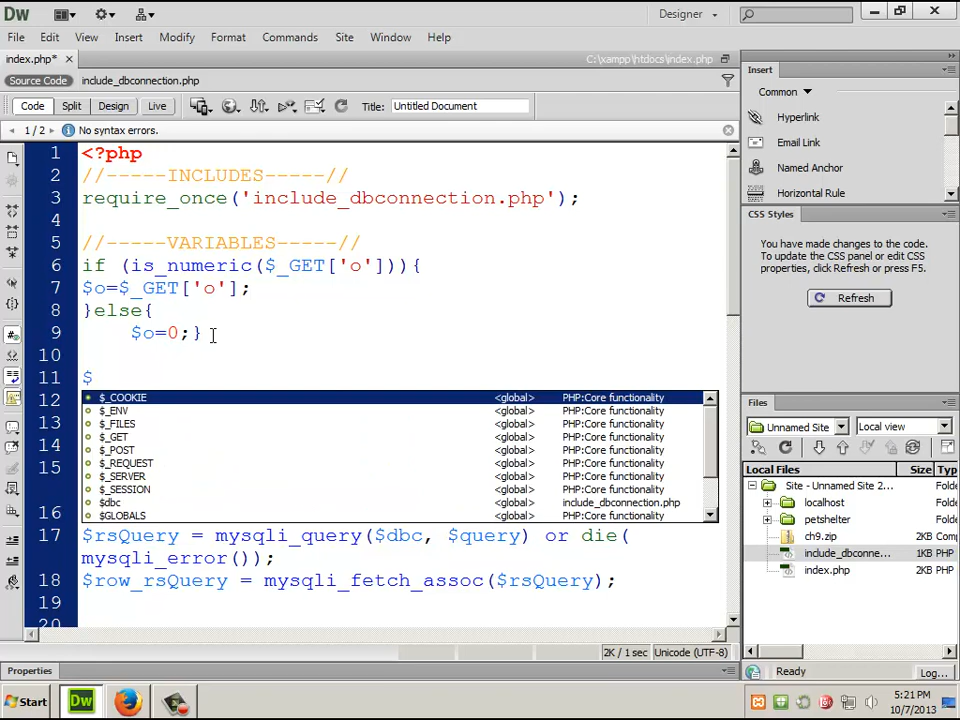 Dw
Designer
File Edit View Insert Modify Format Commands Site Window Help
index.php*
C:\xampp\htdocs\index.php
Source Code include_dbconnection.php
Code Split Design Live
Title: Untitled Document
1 / 2 No syntax errors.
1 <?php
2 //-----INCLUDES-----//
3 require_once('include_dbconnection.php');
4
5 //-----VARIABLES-----//
6 if (is_numeric($_GET['o'])){
7 $o=$_GET['o'];
8 }else{
9 $o=0;}
10
11 $
12
13
14
15
16
$_COOKIE <global> PHP:Core functionality
$_ENV <global> PHP:Core functionality
$_FILES <global> PHP:Core functionality
$_GET <global> PHP:Core functionality
$_POST <global> PHP:Core functionality
$_REQUEST <global> PHP:Core functionality
$_SERVER <global> PHP:Core functionality
$_SESSION <global> PHP:Core functionality
$dbc <global> include_dbconnection.php
$GLOBALS <global> PHP:Core functionality
17 $rsQuery = mysqli_query($dbc, $query) or die(
mysqli_error());
18 $row_rsQuery = mysqli_fetch_assoc($rsQuery);
19
20
2K / 1 sec Unicode (UTF-8)
Properties
Insert
Common
Hyperlink
Email Link
Named Anchor
Horizontal Rule
CSS Styles
You have made changes to the code.
To update the CSS panel or edit CSS
properties, click Refresh or press F5.
Refresh
Files
Unnamed Site Local view
Local Files Size Typ
Site - Unnamed Site 2... Folde
localhost Folde
petshelter Folde
ch9.zip 2KB Comp
include_dbconne... 1KB PHP
index.php 2KB PHP
Ready Log...
Start
Dw
5:21 PM
10/7/2013